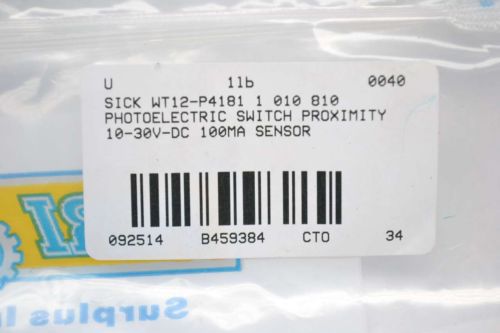 U 1lb 0040
SICK WT12-P4181 1 010 810
PHOTOELECTRIC SWITCH PROXIMITY
10-30V-DC 100MA SENSOR
092514 B459384 CTO 34
Surplus